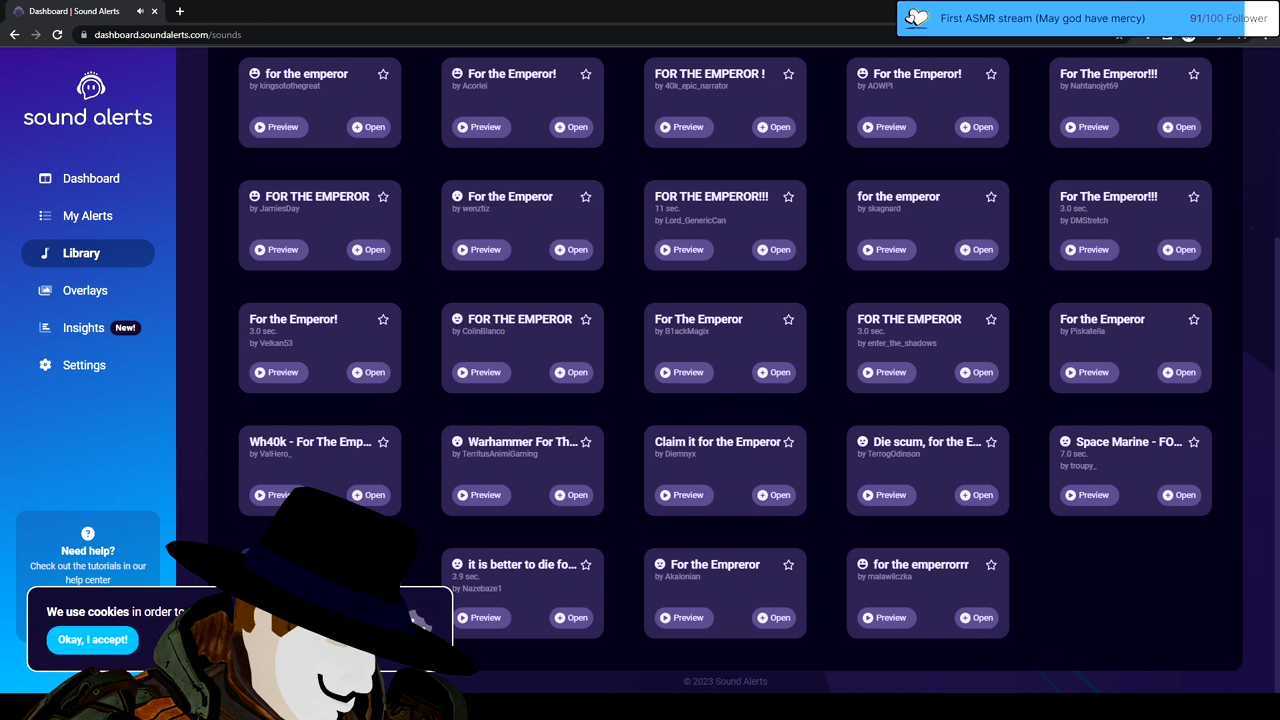 Dashboard | Sound Alerts
dashboard.soundalerts.com/sounds
First ASMR stream (May god have mercy)
91/100 Follower
sound alerts
Dashboard
My Alerts
Library
Overlays
Insights
New!
Settings
Need help?
Check out the tutorials in our
help center
We use cookies in order to
Okay, I accept!
for the emperor
by kingsotothegreat
Preview
Open
For the Emperor!
by Acorlei
Preview
Open
FOR THE EMPEROR !
by 40k_epic_narrator
Preview
Open
For the Emperor!
by AOWPI
Preview
Open
For The Emperor!!!
by Nahtanojyt69
Preview
Open
FOR THE EMPEROR
by JamiesDay
Preview
Open
For the Emperor
by wenztiz
Preview
Open
FOR THE EMPEROR!!!
11 sec.
by Lord_GenericCan
Preview
Open
for the emperor
by skagnard
Preview
Open
For The Emperor!!!
3.0 sec.
by DMStretch
Preview
Open
For the Emperor!
3.0 sec.
by Velkan53
Preview
Open
FOR THE EMPEROR
by ColinBlanco
Preview
Open
For The Emperor
by B1ackMagix
Preview
Open
FOR THE EMPEROR
3.0 sec.
by enter_the_shadows
Preview
Open
For the Emperor
by Piskatella
Preview
Open
Wh40k - For The Emp...
by ValHero_
Open
Warhammer For Th...
by TerritusAnimiGaming
Preview
Open
Claim it for the Emperor
by Diemnyx
Preview
Open
Die scum, for the E...
by TerrogOdinson
Preview
Open
Space Marine - FO...
7.0 sec.
by troupy_
Preview
Open
it is better to die fo...
3.9 sec.
by Nazebaze1
Preview
Open
For the Empreror
by Akalonian
Preview
Open
for the emperrorrr
by malawilczka
Preview
Open
© 2023 Sound Alerts